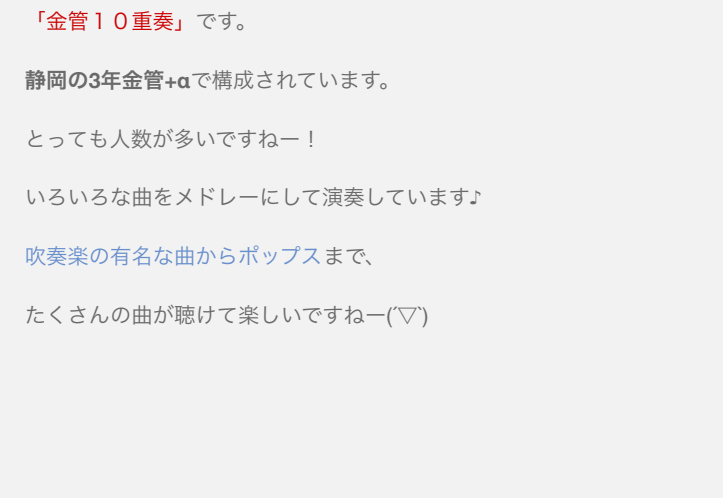 「金管１０重奏」です。
静岡の3年金管+αで構成されています。
とっても人数が多いですねー！
いろいろな曲をメドレーにして演奏しています♪
吹奏楽の有名な曲からポップスまで、
たくさんの曲が聴けて楽しいですねー(´▽`)